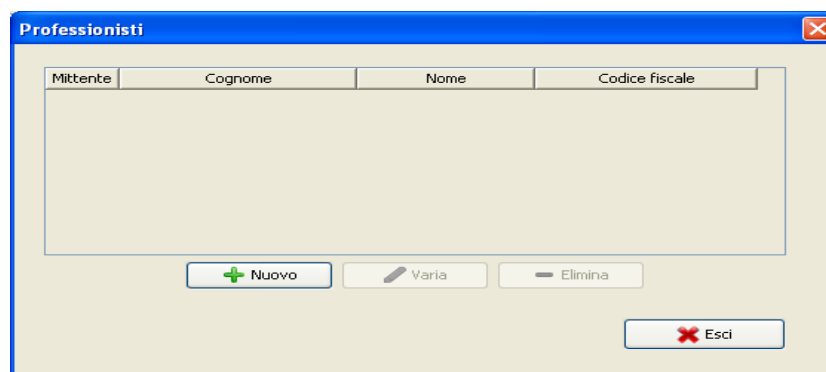 Professionisti
Mittente Cognome Nome Codice fiscale
Nuovo Varia Elimina
Esci